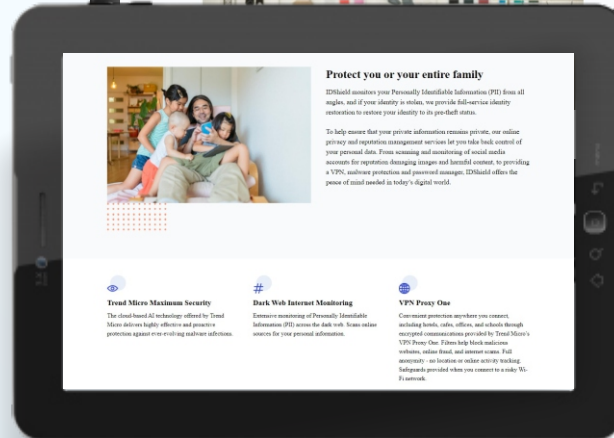 Protect you or your entire family
IDShield monitors your Personally Identifiable Information (PII) from all
angles, and if your identity is stolen, we provide full-service identity
restoration to restore your identity to its pre-theft status.
To help ensure that your private information remains private, our online
privacy and reputation management services let you take back control of
your personal data. From scanning and monitoring of social media
accounts for reputation damaging images and harmful content, to providing
a VPN, malware protection and password manager, IDShield offers the
peace of mind needed in today's digital world.
Trend Micro Maximum Security
The cloud-based AI technology offered by Trend
Micro delivers highly effective and proactive
protection against ever-evolving malware infections.
Dark Web Internet Monitoring
Extensive monitoring of Personally Identifiable
Information (PII) across the dark web. Scans online
sources for your personal information.
VPN Proxy One
Convenient protection anywhere you connect,
including hotels, cafes, offices, and schools through
encrypted communications provided by Trend Micro's
VPN Proxy One. Filters help block malicious
websites, online fraud, and internet scams. Full
anonymity - no location or online activity tracking.
Safeguards provided when you connect to a risky Wi-
Fi network.